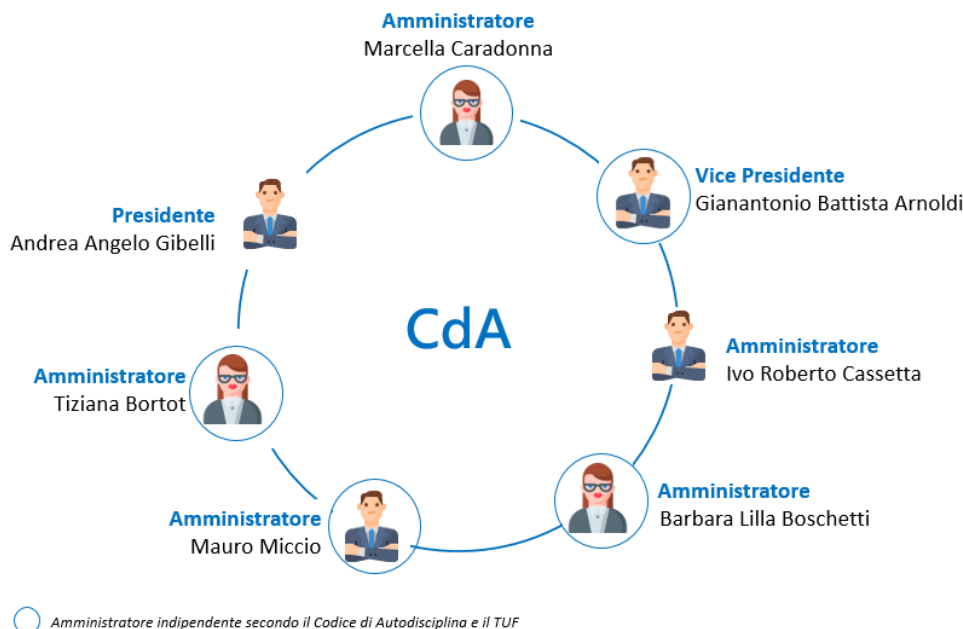 Amministratore
Marcella Caradonna
Vice Presidente
Gianantonio Battista Arnoldi
Presidente
Andrea Angelo Gibelli
CdA
Amministratore
Ivo Roberto Cassetta
Amministratore
Tiziana Bortot
Amministratore
Barbara Lilla Boschetti
Amministratore
Mauro Miccio
Amministratore indipendente secondo il Codice di Autodisciplina e il TUF